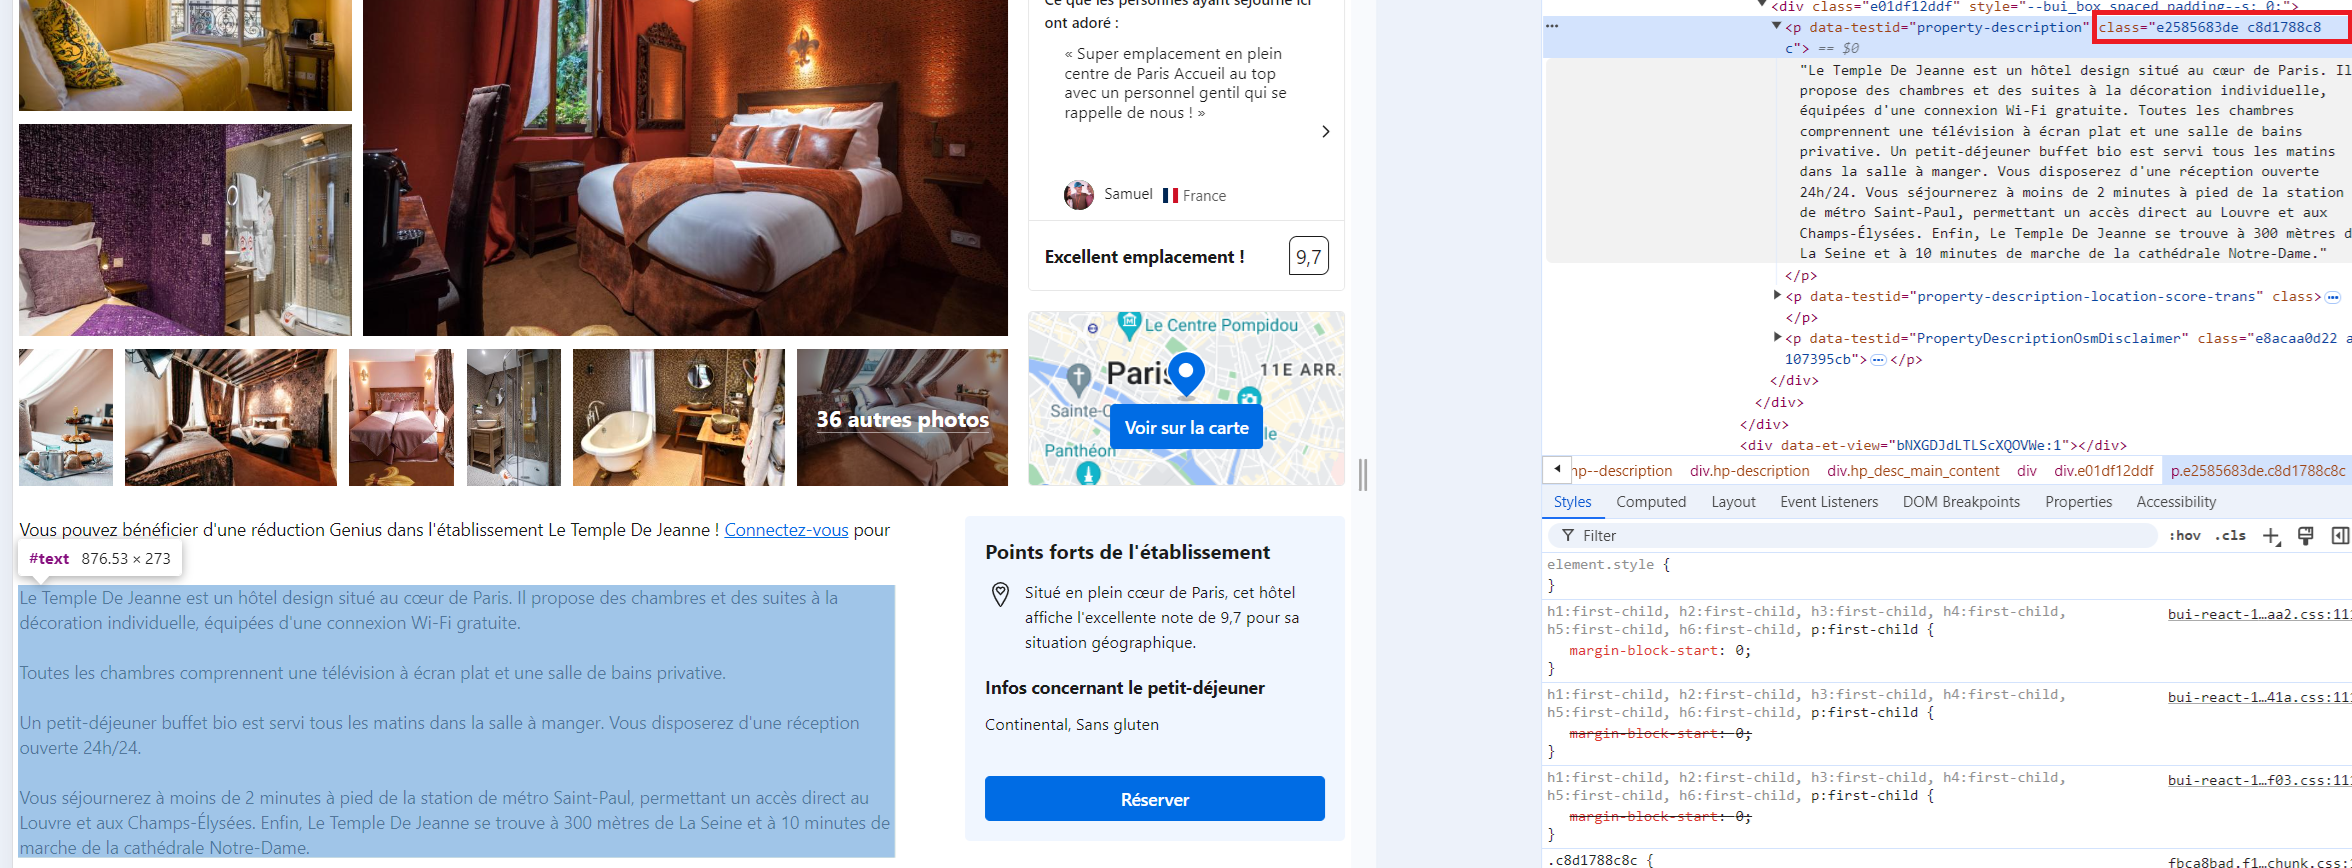 Ce que les personnes ayant séjourné ici
ont adoré :
« Super emplacement en plein
centre de Paris Accueil au top
avec un personnel gentil qui se
rappelle de nous ! »
Samuel France
Excellent emplacement ! 9,7
Le Centre Pompidou
Paris
11E ARR.
Sainte-C
Voir sur la carte
le
Panthéon
36 autres photos
Vous pouvez bénéficier d'une réduction Genius dans l'établissement Le Temple De Jeanne ! Connectez-vous pour
#text 876.53 × 273
Le Temple De Jeanne est un hôtel design situé au cœur de Paris. Il propose des chambres et des suites à la
décoration individuelle, équipées d'une connexion Wi-Fi gratuite.
Toutes les chambres comprennent une télévision à écran plat et une salle de bains privative.
Un petit-déjeuner buffet bio est servi tous les matins dans la salle à manger. Vous disposerez d'une réception
ouverte 24h/24.
Vous séjournerez à moins de 2 minutes à pied de la station de métro Saint-Paul, permettant un accès direct au
Louvre et aux Champs-Élysées. Enfin, Le Temple De Jeanne se trouve à 300 mètres de La Seine et à 10 minutes de
marche de la cathédrale Notre-Dame.
Points forts de l'établissement
Situé en plein cœur de Paris, cet hôtel
affiche l'excellente note de 9,7 pour sa
situation géographique.
Infos concernant le petit-déjeuner
Continental, Sans gluten
Réserver
<div class="e01df12ddf" style="--bui_box_spaced_padding--s: 0;">
<p data-testid="property-description" class="e2585683de c8d1788c8
c"> == $0
"Le Temple De Jeanne est un hôtel design situé au cœur de Paris. Il
propose des chambres et des suites à la décoration individuelle,
équipées d'une connexion Wi-Fi gratuite. Toutes les chambres
comprennent une télévision à écran plat et une salle de bains
privative. Un petit-déjeuner buffet bio est servi tous les matins
dans la salle à manger. Vous disposerez d'une réception ouverte
24h/24. Vous séjournerez à moins de 2 minutes à pied de la station
de métro Saint-Paul, permettant un accès direct au Louvre et aux
Champs-Élysées. Enfin, Le Temple De Jeanne se trouve à 300 mètres d
La Seine et à 10 minutes de marche de la cathédrale Notre-Dame."
</p>
<p data-testid="property-description-location-score-trans" class>
</p>
<p data-testid="PropertyDescriptionOsmDisclaimer" class="e8acaa0d22 a
107395cb"> </p>
</div>
</div>
</div>
<div data-et-view="bNXGDJdLTLScXQOVWe:1"></div>
hp--description div.hp-description div.hp_desc_main_content div div.e01df12ddf p.e2585683de.c8d1788c8c
Styles Computed Layout Event Listeners DOM Breakpoints Properties Accessibility
Filter :hov .cls
element.style {
}
h1:first-child, h2:first-child, h3:first-child, h4:first-child, bui-react-1…aa2.css:11
h5:first-child, h6:first-child, p:first-child {
margin-block-start: 0;
}
h1:first-child, h2:first-child, h3:first-child, h4:first-child, bui-react-1…41a.css:11
h5:first-child, h6:first-child, p:first-child {
margin-block-start: 0;
}
h1:first-child, h2:first-child, h3:first-child, h4:first-child, bui-react-1…f03.css:11
h5:first-child, h6:first-child, p:first-child {
margin-block-start: 0;
}
.c8d1788c8c { fbca8bad.f1…chunk.css: